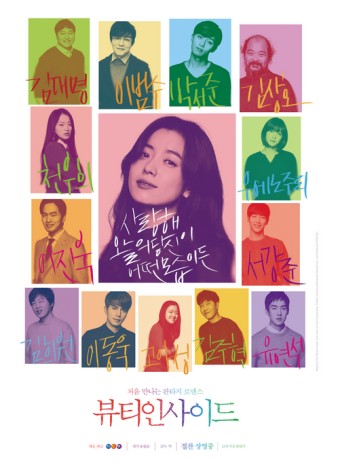 김대명
이범수
박서준
김상호
천우희
사랑해
오늘의 당신이
어떤 모습이든
우에노 주리
이진욱
서강준
김희원
이동욱
고아성
김주혁
유연석
처음 만나는 판타지 로맨스
뷰티 인사이드
절찬 상영중